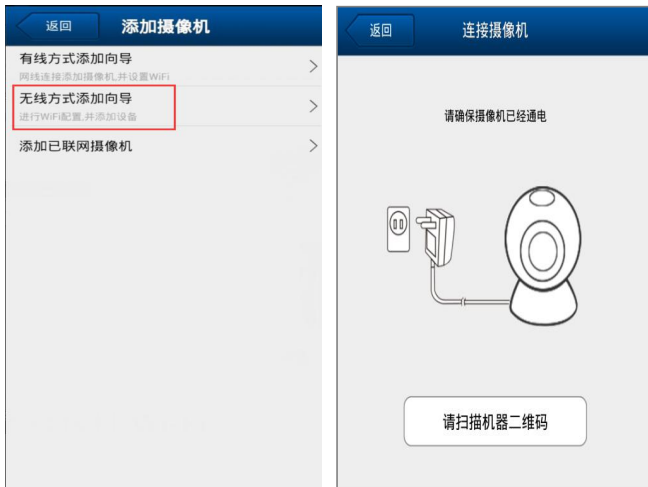 返回
添加摄像机
有线方式添加向导
网线连接添加摄像机,并设置WiFi
无线方式添加向导
进行WiFi配置,并添加设备
添加已联网摄像机
返回
连接摄像机
请确保摄像机已经通电
请扫描机器二维码